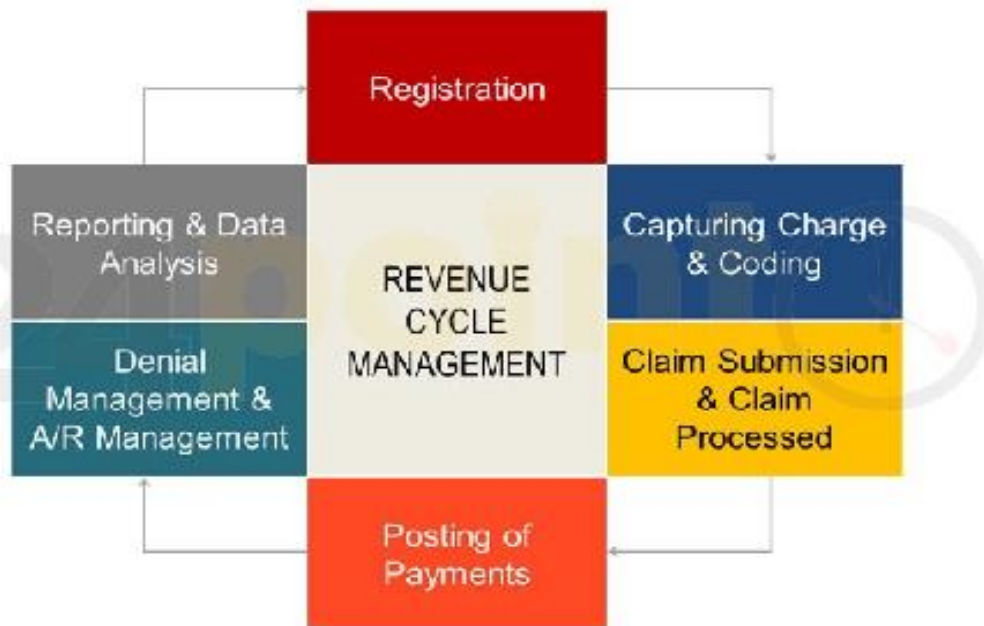 Registration
Reporting & Data
Analysis
Capturing Charge
& Coding
REVENUE
CYCLE
MANAGEMENT
Denial
Management &
A/R Management
Claim Submission
& Claim
Processed
Posting of
Payments
24point